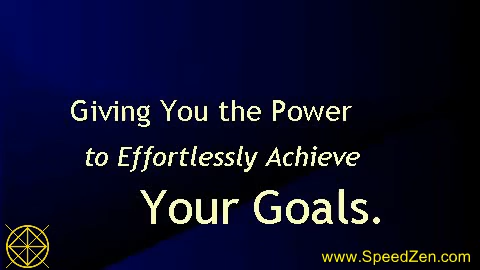 Giving You the Power
to Effortlessly Achieve
Your Goals.
www.SpeedZen.com